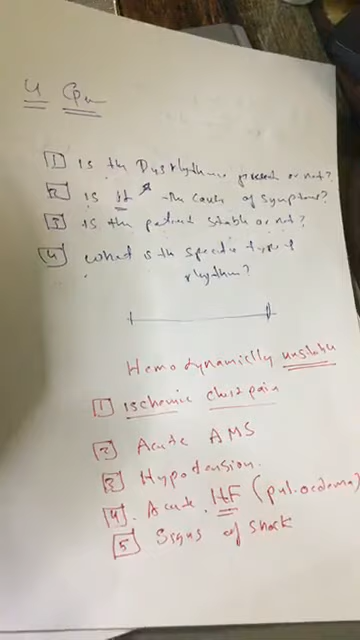 4 Qs
1 Is the Dysrhythmia present or not?
2 is it the cause of symptoms?
3 Is the patient stable or not?
4 What is the specific type of
rhythm?
Hemodynamically unstable
1 ischemic chest pain
2 Acute AMS
3 Hypotension.
4. Acute. HF (pul.oedema)
5 Signs of shock